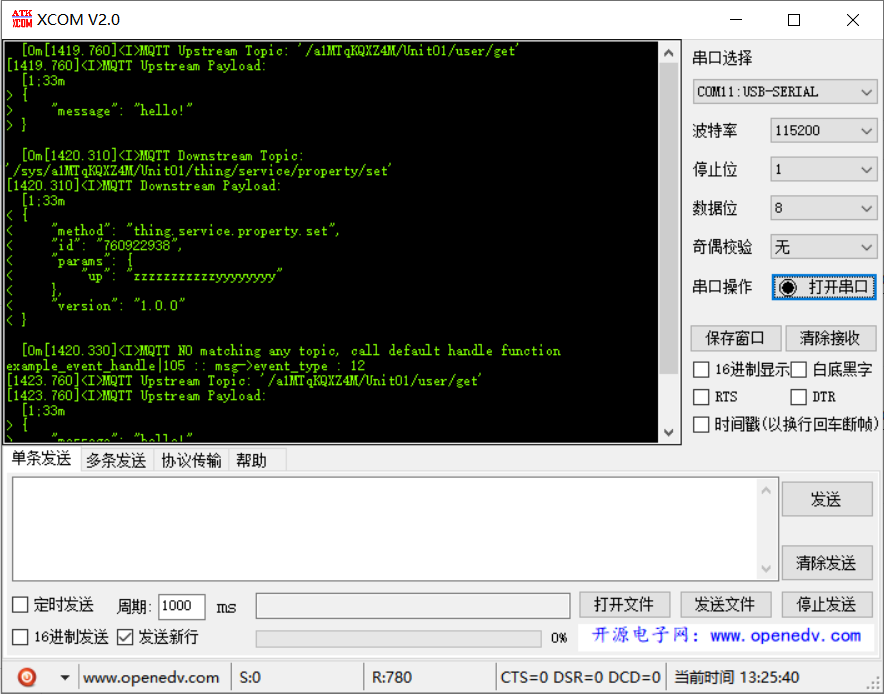 ATK XCOM XCOM V2.0
[0m[1419.760]<I>MQTT Upstream Topic: '/a1MTqKQXZ4M/Unit01/user/get'
[1419.760]<I>MQTT Upstream Payload:
[1;33m
> {
>     "message": "hello!"
> }
[0m[1420.310]<I>MQTT Downstream Topic:
'/sys/a1MTqKQXZ4M/Unit01/thing/service/property/set'
[1420.310]<I>MQTT Downstream Payload:
[1;33m
< {
<     "method": "thing.service.property.set",
<     "id": "760922938",
<     "params": {
<         "up": "zzzzzzzzzzzyyyyyyyy"
<     },
<     "version": "1.0.0"
< }
[0m[1420.330]<I>MQTT NO matching any topic, call default handle function
example_event_handle|105 :: msg->event_type : 12
[1423.760]<I>MQTT Upstream Topic: '/a1MTqKQXZ4M/Unit01/user/get'
[1423.760]<I>MQTT Upstream Payload:
[1;33m
> {
>     "message": "hello!"
串口选择
COM11:USB-SERIAL
波特率 115200
停止位 1
数据位 8
奇偶校验 无
串口操作 打开串口
保存窗口 清除接收
16进制显示 白底黑字
RTS DTR
时间戳(以换行回车断帧)
单条发送 多条发送 协议传输 帮助
发送
清除发送
定时发送 周期: 1000 ms 打开文件 发送文件 停止发送
16进制发送 发送新行 0% 开源电子网: www.openedv.com
www.openedv.com S:0 R:780 CTS=0 DSR=0 DCD=0 当前时间 13:25:40